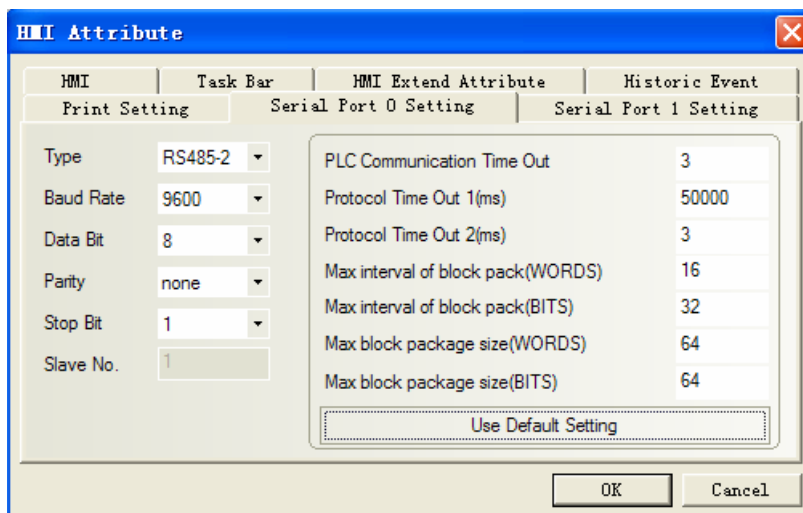 HMI Attribute
HMI
Task Bar
HMI Extend Attribute
Historic Event
Print Setting
Serial Port 0 Setting
Serial Port 1 Setting
Type RS485-2
Baud Rate 9600
Data Bit 8
Parity none
Stop Bit 1
Slave No. 1
PLC Communication Time Out 3
Protocol Time Out 1(ms) 50000
Protocol Time Out 2(ms) 3
Max interval of block pack(WORDS) 16
Max interval of block pack(BITS) 32
Max block package size(WORDS) 64
Max block package size(BITS) 64
Use Default Setting
OK
Cancel